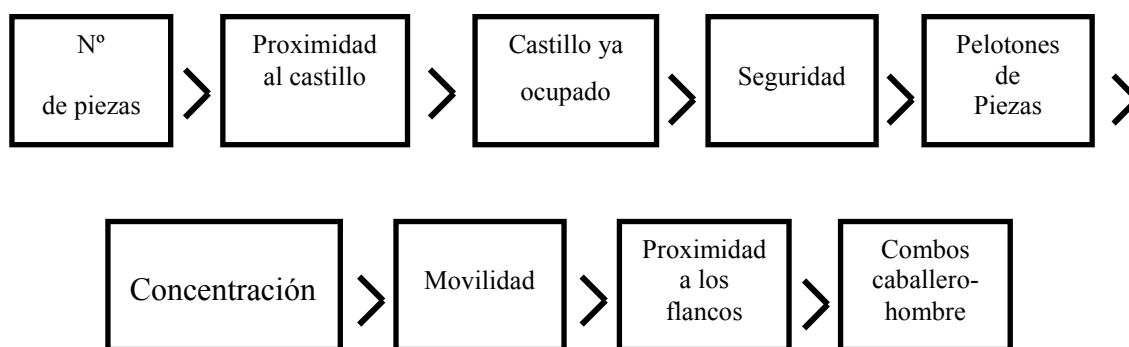 Nº
de piezas
Proximidad
al castillo
Castillo ya
ocupado
Seguridad
Pelotones
de
Piezas
Concentración
Movilidad
Proximidad
a los
flancos
Combos
caballero-
hombre